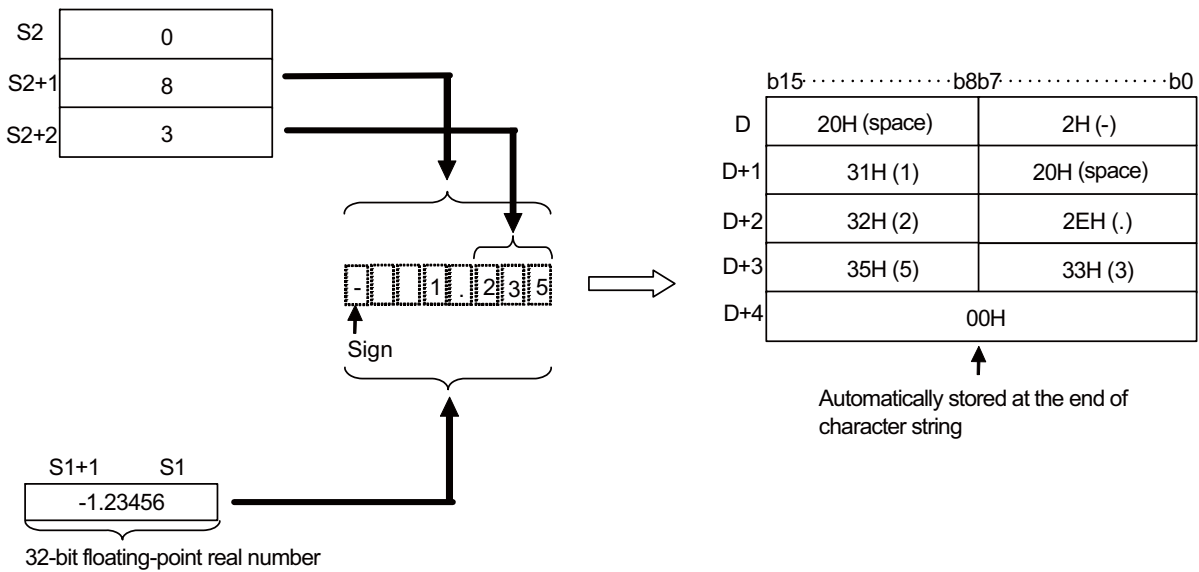 S2 0
S2+1 8
S2+2 3
- 1 . 2 3 5
Sign
S1+1 S1
-1.23456
32-bit floating-point real number
b15··················b8b7····················b0
D 20H (space) 2H (-)
D+1 31H (1) 20H (space)
D+2 32H (2) 2EH (.)
D+3 35H (5) 33H (3)
D+4 00H
Automatically stored at the end of
character string